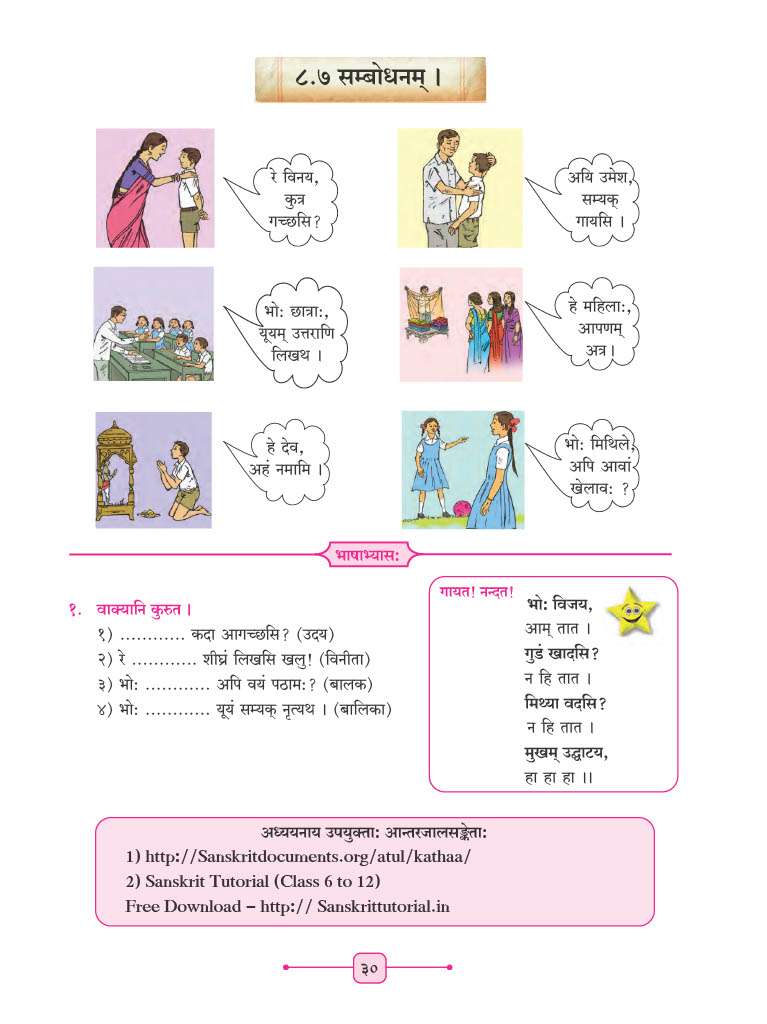 ८.७ सम्बोधनम् ।
रे विनय,
कुत्र
गच्छसि?
अयि उमेश,
सम्यक्
गायसि ।
भोः छात्राः,
यूयम् उत्तराणि
लिखथ ।
हे महिलाः,
आपणम्
अत्र।
हे देव,
अहं नमामि ।
भोः मिथिले,
अपि आवां
खेलावः ?
भाषाभ्यासः
१. वाक्यानि कुरुत ।
१) ............ कदा आगच्छसि? (उदय)
२) रे ............ शीघ्रं लिखसि खलु! (विनीता)
३) भोः ............ अपि वयं पठामः? (बालक)
४) भोः ............ यूयं सम्यक् नृत्यथ । (बालिका)
गायत! नन्दत!
भोः विजय,
आम् तात ।
गुडं खादसि?
न हि तात ।
मिथ्या वदसि?
न हि तात ।
मुखम् उद्घाटय,
हा हा हा ।।
अध्ययनाय उपयुक्ताः आन्तरजालसङ्केताः
1) http://Sanskritdocuments.org/atul/kathaa/
2) Sanskrit Tutorial (Class 6 to 12)
Free Download – http:// Sanskrittutorial.in
३०